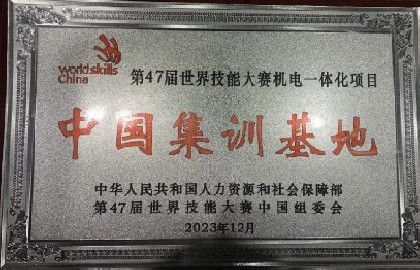 worldskills
China
第47届世界技能大赛机电一体化项目
中国集训基地
中华人民共和国人力资源和社会保障部
第47届世界技能大赛中国组委会
2023年12月